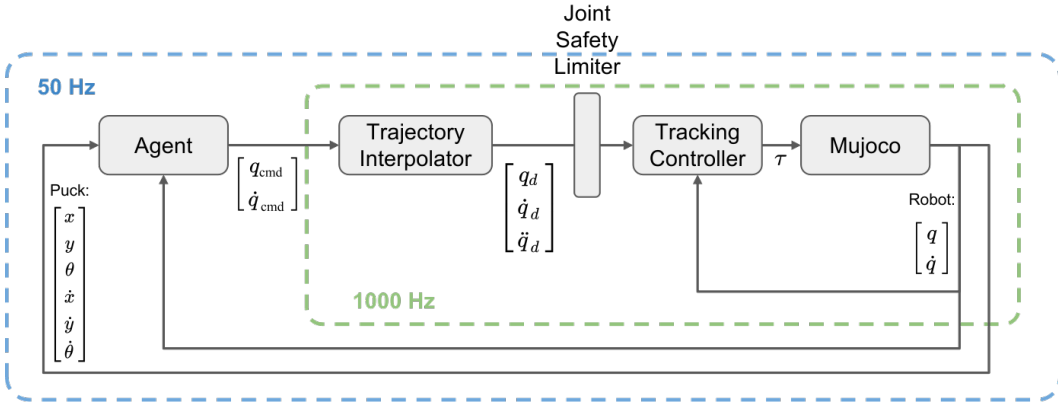 Joint
Safety
Limiter
50 Hz
Agent
Trajectory
Interpolator
Tracking
Controller
Mujoco
τ
q_cmd
q̇_cmd
q_d
q̇_d
q̈_d
Puck:
x
y
θ
ẋ
ẏ
θ̇
Robot:
q
q̇
1000 Hz